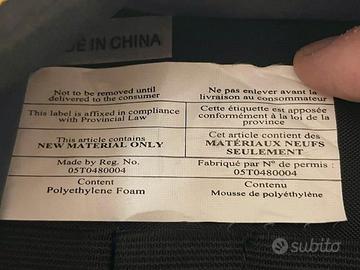 DE IN CHINA
Not to be removed until
delivered to the consumer
This label is affixed in compliance
with Provincial Law
This article contains
NEW MATERIAL ONLY
Made by Reg. No.
05T0480004
Content
Polyethylene Foam
Ne pas enlever avant la
livraison au consommateur
Cette étiquette est apposée
conformément à la loi de la
province
Cet article contient des
MATÉRIAUX NEUFS
SEULEMENT
Fabriqué par N° de permis :
05T0480004
Contenu
Mousse de polyéthylène
subito